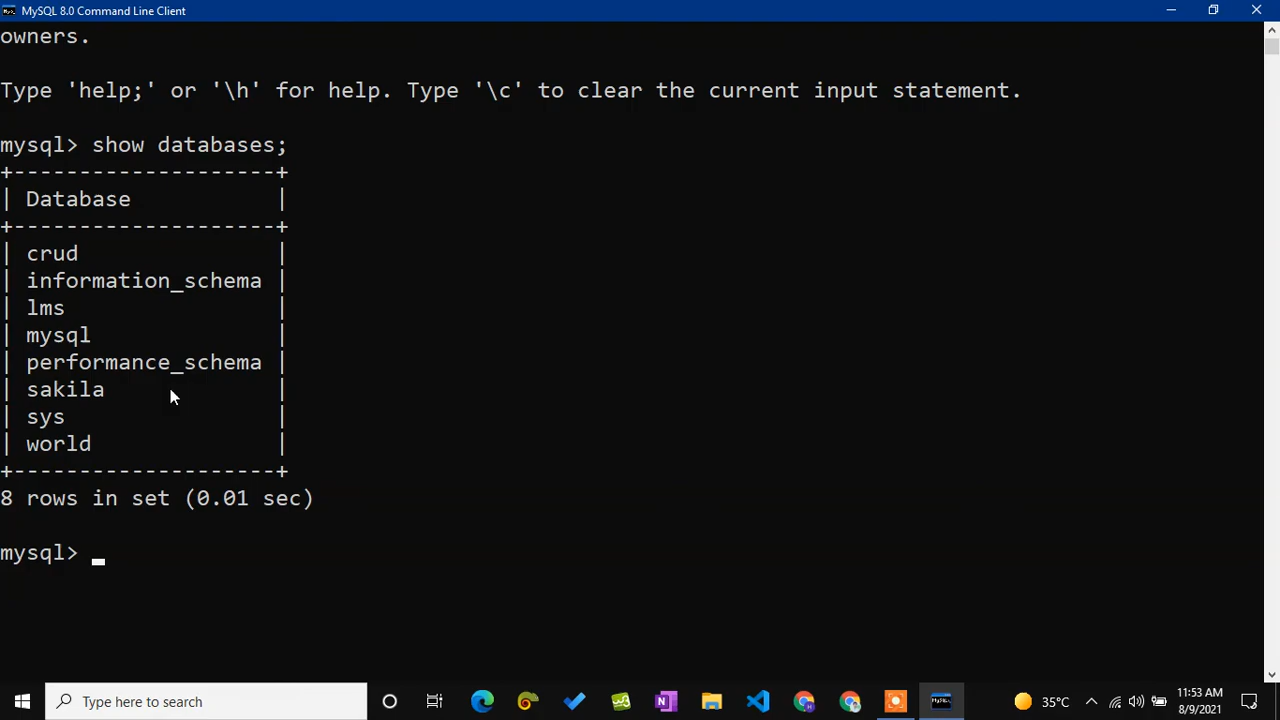 MySQL 8.0 Command Line Client
owners.
Type 'help;' or '\h' for help. Type '\c' to clear the current input statement.
mysql> show databases;
+--------------------+
| Database           |
+--------------------+
| crud               |
| information_schema |
| lms                |
| mysql              |
| performance_schema |
| sakila             |
| sys                |
| world              |
+--------------------+
8 rows in set (0.01 sec)
mysql>
Type here to search
35°C
11:53 AM
8/9/2021